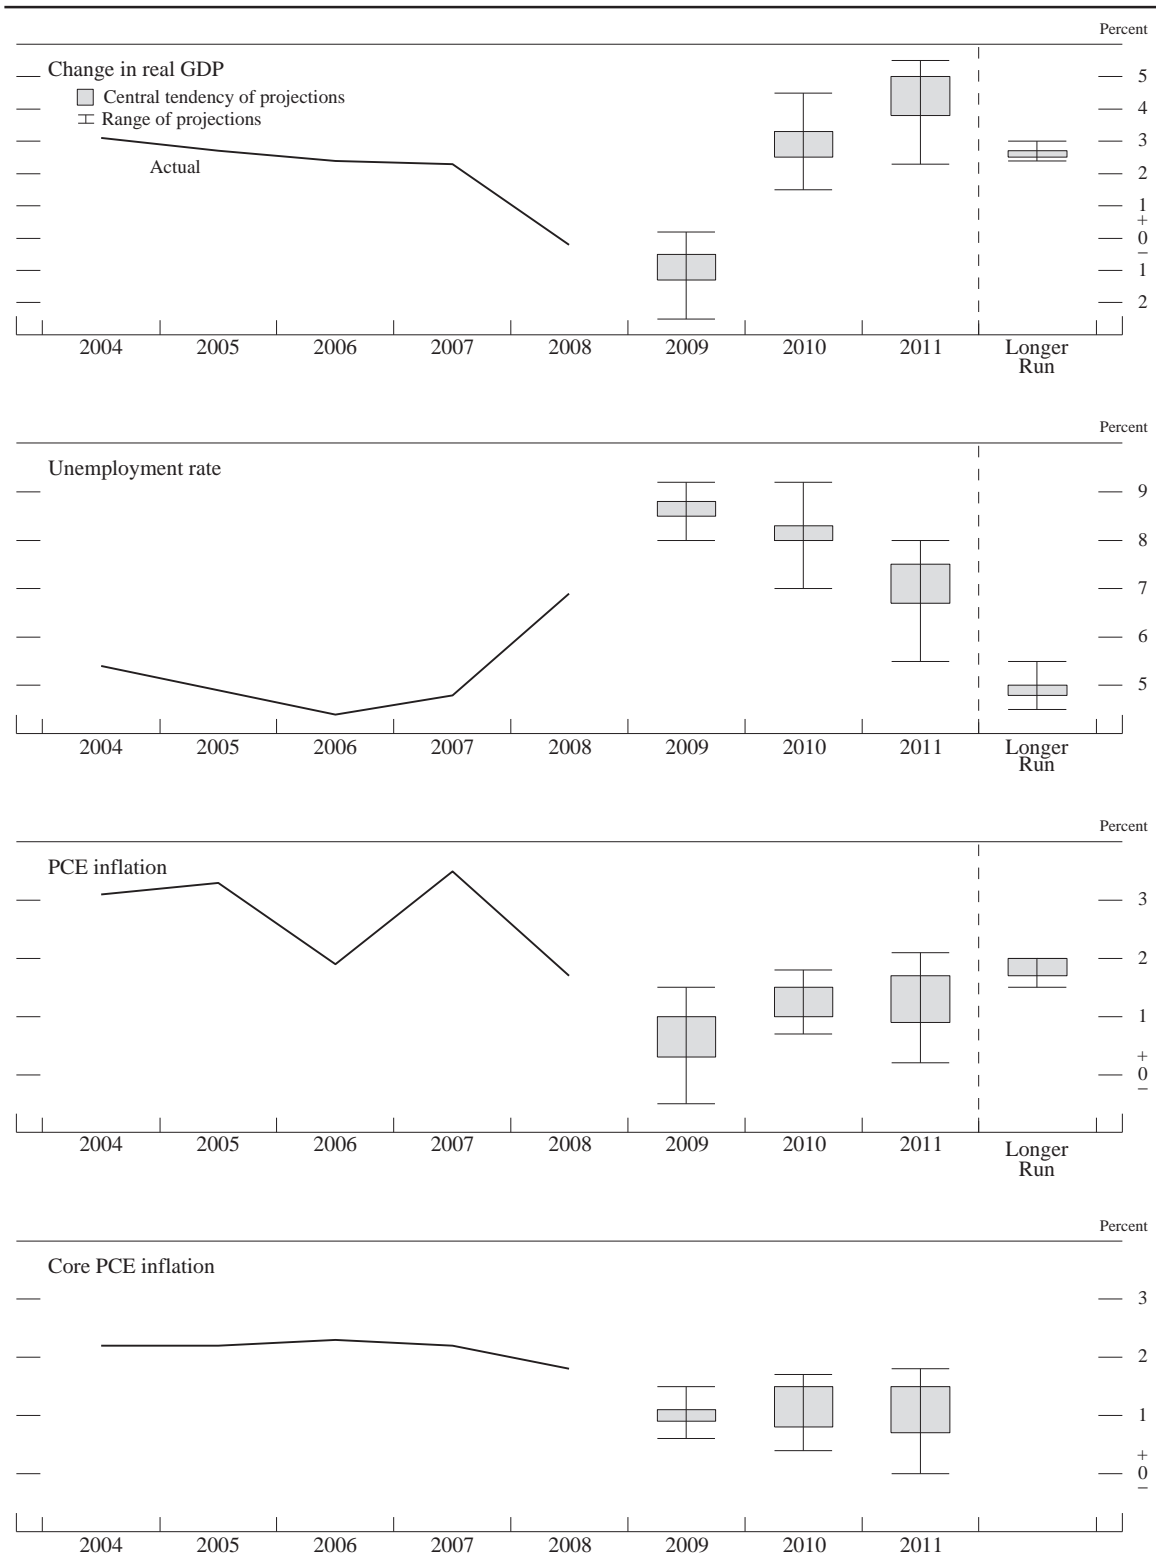 Percent
Change in real GDP
Central tendency of projections
Range of projections
Actual
5
4
3
2
1
+
0
−
1
2
2004 2005 2006 2007 2008 2009 2010 2011 Longer
Run
Percent
Unemployment rate
9
8
7
6
5
2004 2005 2006 2007 2008 2009 2010 2011 Longer
Run
Percent
PCE inflation
3
2
1
+
0
−
2004 2005 2006 2007 2008 2009 2010 2011 Longer
Run
Percent
Core PCE inflation
3
2
1
+
0
−
2004 2005 2006 2007 2008 2009 2010 2011